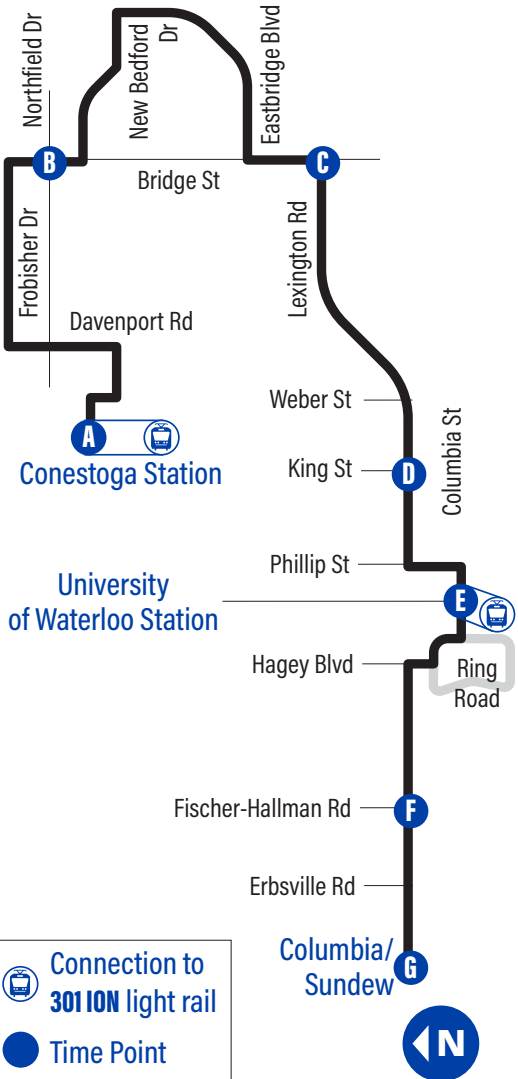 Northfield Dr
New Bedford
Dr
Eastbridge Blvd
B
C
Bridge St
Frobisher Dr
Lexington Rd
Davenport Rd
A
Conestoga Station
Weber St
King St
D
Columbia St
Phillip St
University
of Waterloo Station
E
Hagey Blvd
Ring
Road
Fischer-Hallman Rd
F
Erbsville Rd
Columbia/
Sundew
G
Connection to
301 ION light rail
Time Point
N